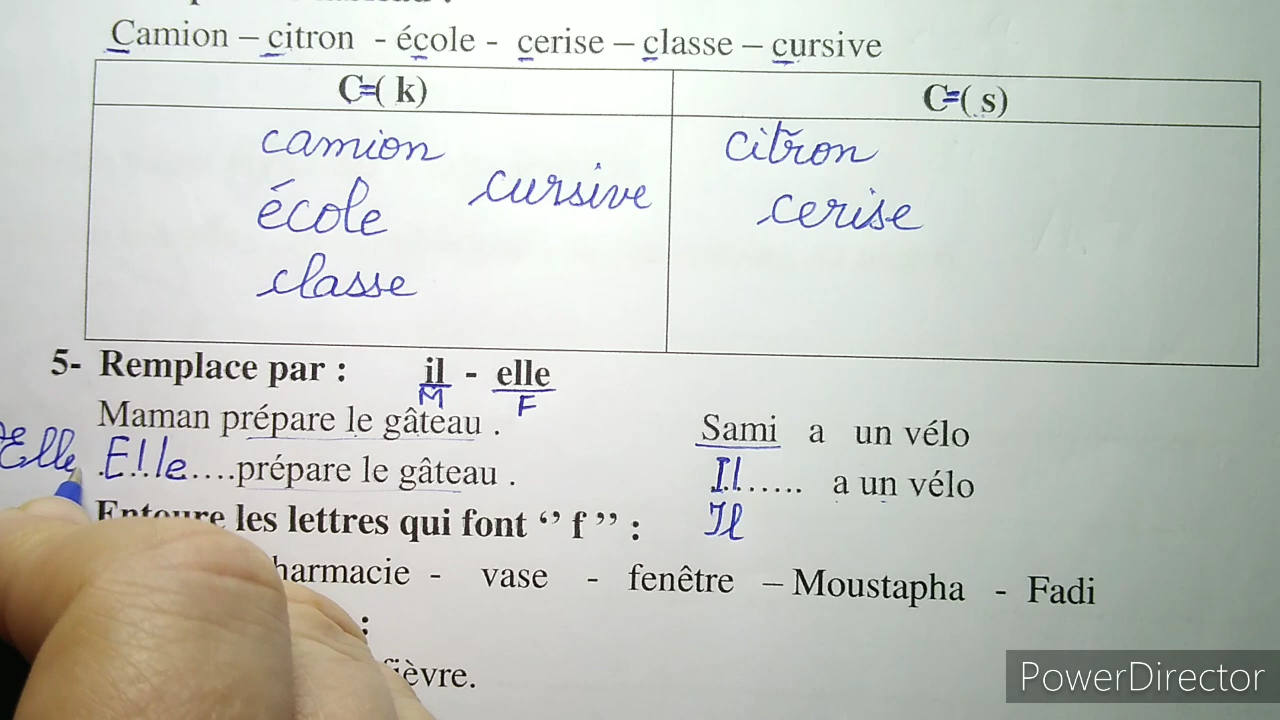 Camion – citron - école - cerise – classe – cursive
C=( k) C=( s)
camion citron
cursive cerise
école
classe
5- Remplace par : il - elle
M F
Maman prépare le gâteau . Sami a un vélo
Elle Elle....prépare le gâteau . Il..... a un vélo
Entoure les lettres qui font ‘’ f ’’ : Il
harmacie - vase - fenêtre – Moustapha - Fadi
:
fièvre.
PowerDirector